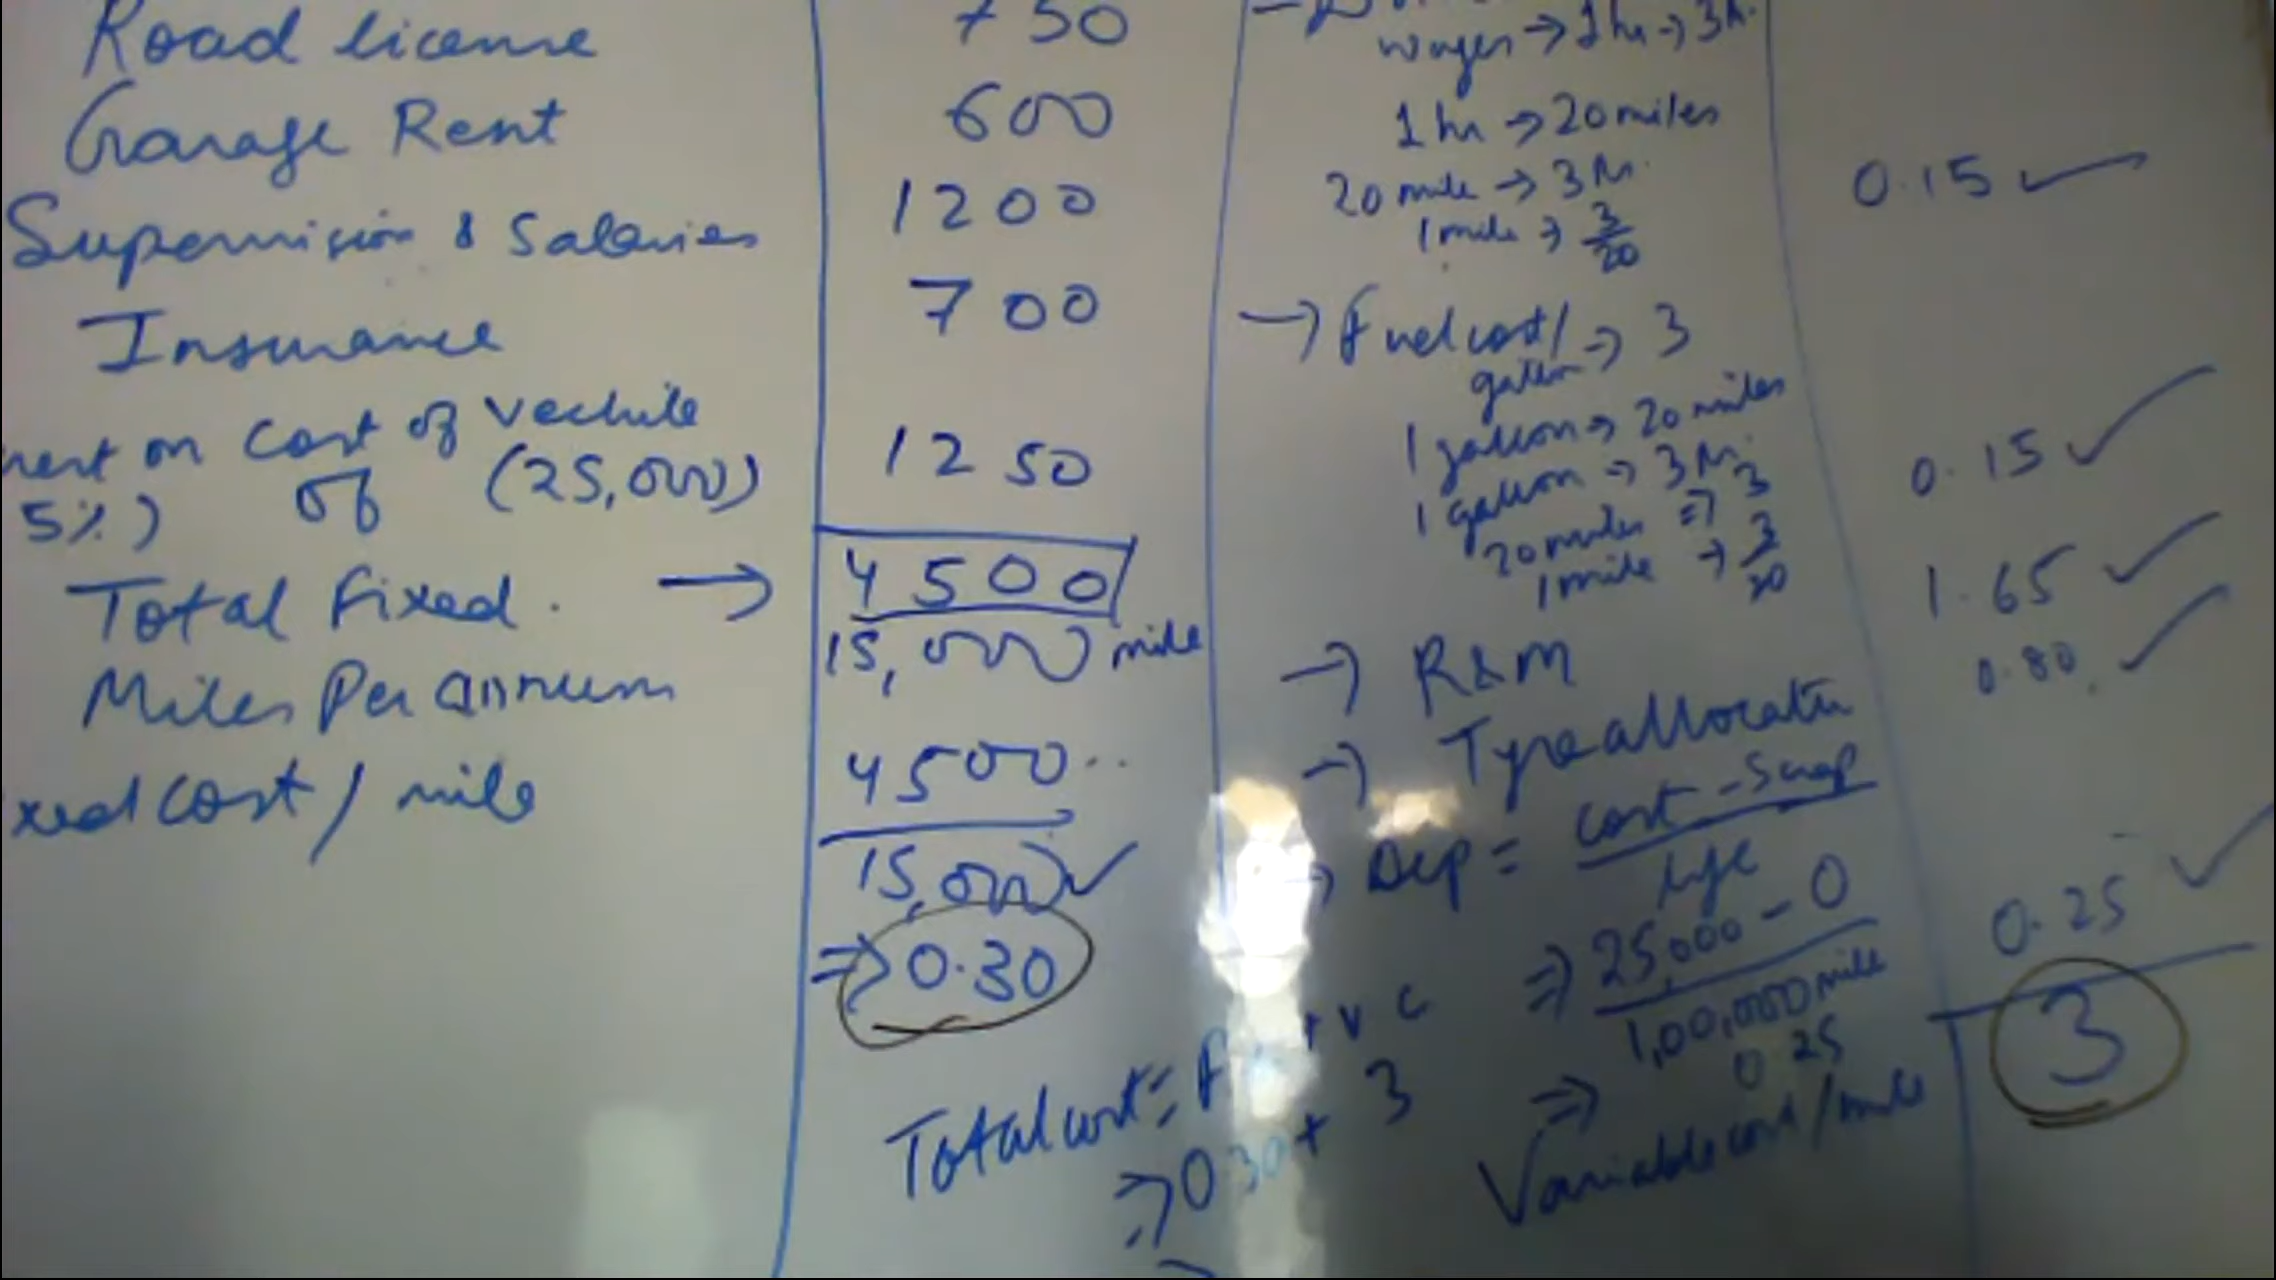 Road license 750
Garage Rent 600
Supervision & Salaries 1200
Insurance 700
on cost of Vechile
5%) of (25,000) 1250
Total fixed. → 4500
Miles Per annum 15,000 mile
xed cost / mile 4500
15,000 ✓
⇒ 0.30
wages → 1 hr → 3
1 hr → 20 miles
20 mile → 3
1 mile → 3/20
0.15 ✓
→ Fuel cost/
gallon ⇒ 3
1 gallon ⇒ 20 miles
1 gallon ⇒ 3
20 miles ⇒ 3
1 mile → 3/20
0.15 ✓
→ R&M 1.65 ✓
→ Tyre allocatn 0.80 ✓
→ Dep = cost - Scrap
life
⇒ 25,000 - 0
1,00,000 mile
⇒ 0.25
0.25 ✓
Variable cost / mile 3
Total cost = F + V C
⇒ 0.30 + 3